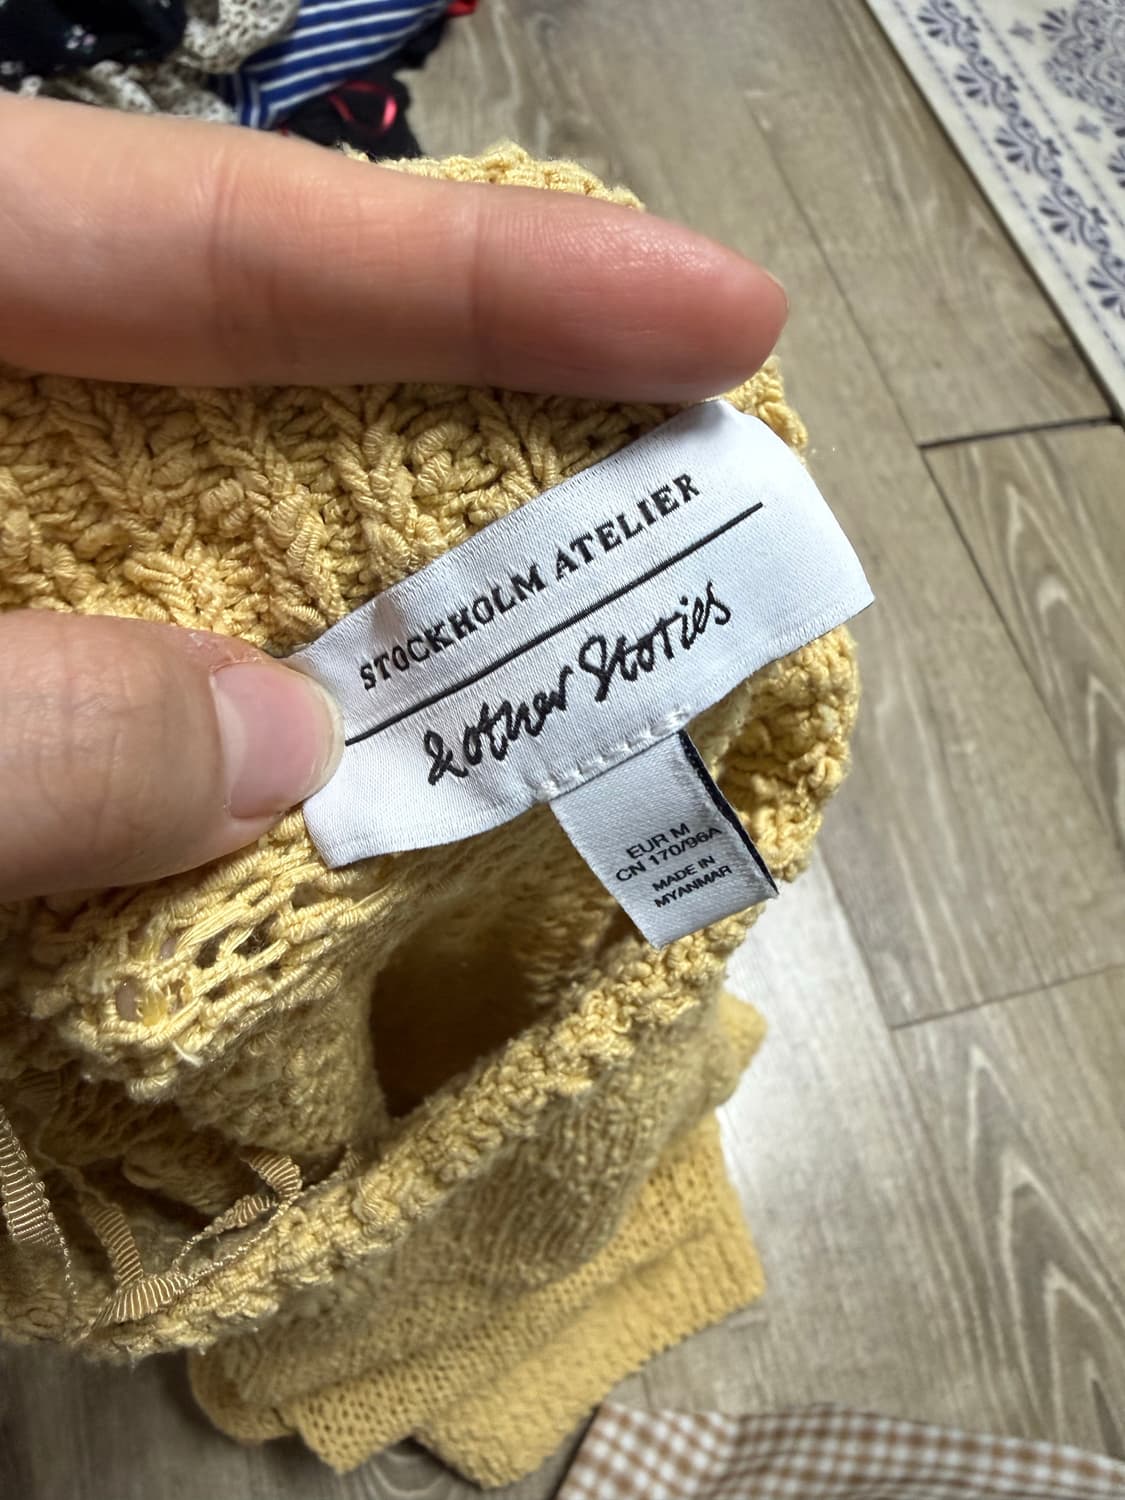 STOCKHOLM ATELIER
& other Stories
EUR M
CN 170/96A
MADE IN
MYANMAR